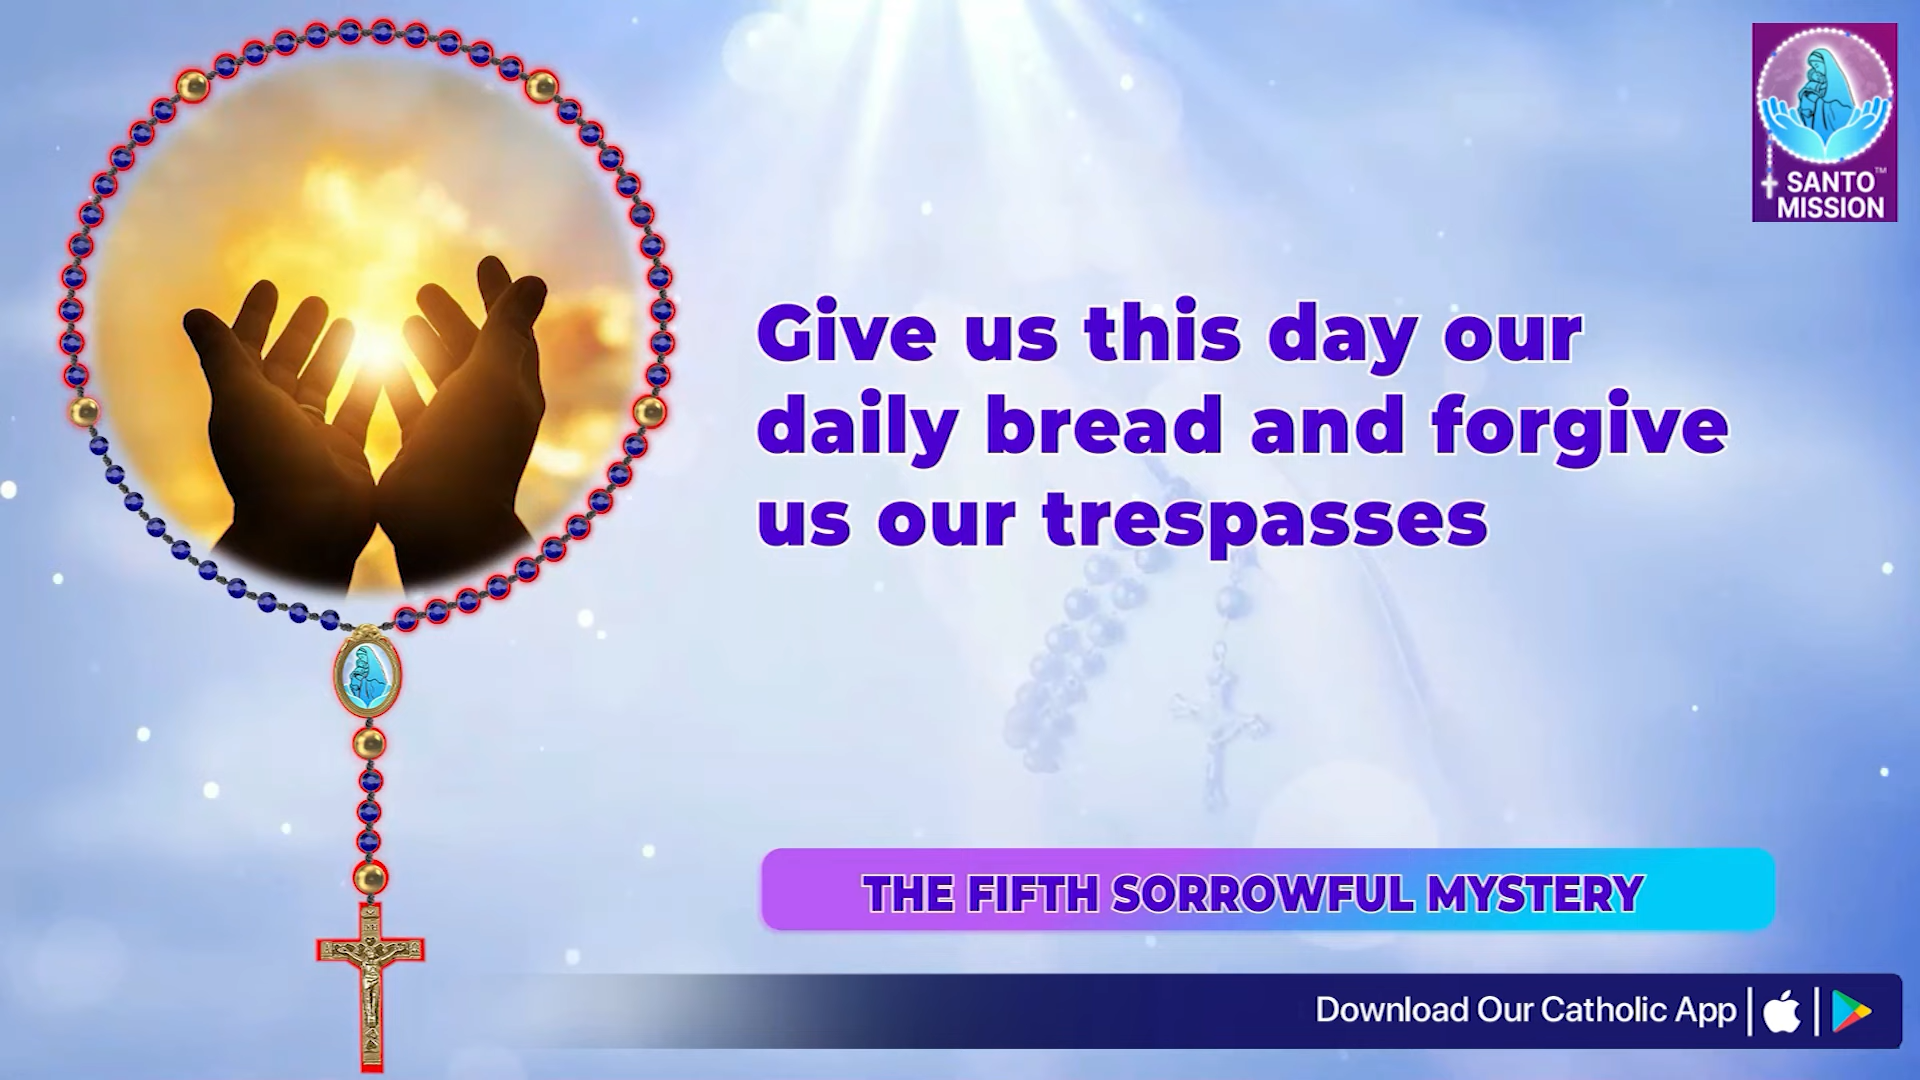 SANTO™
MISSION
Give us this day our
daily bread and forgive
us our trespasses
THE FIFTH SORROWFUL MYSTERY
Download Our Catholic App